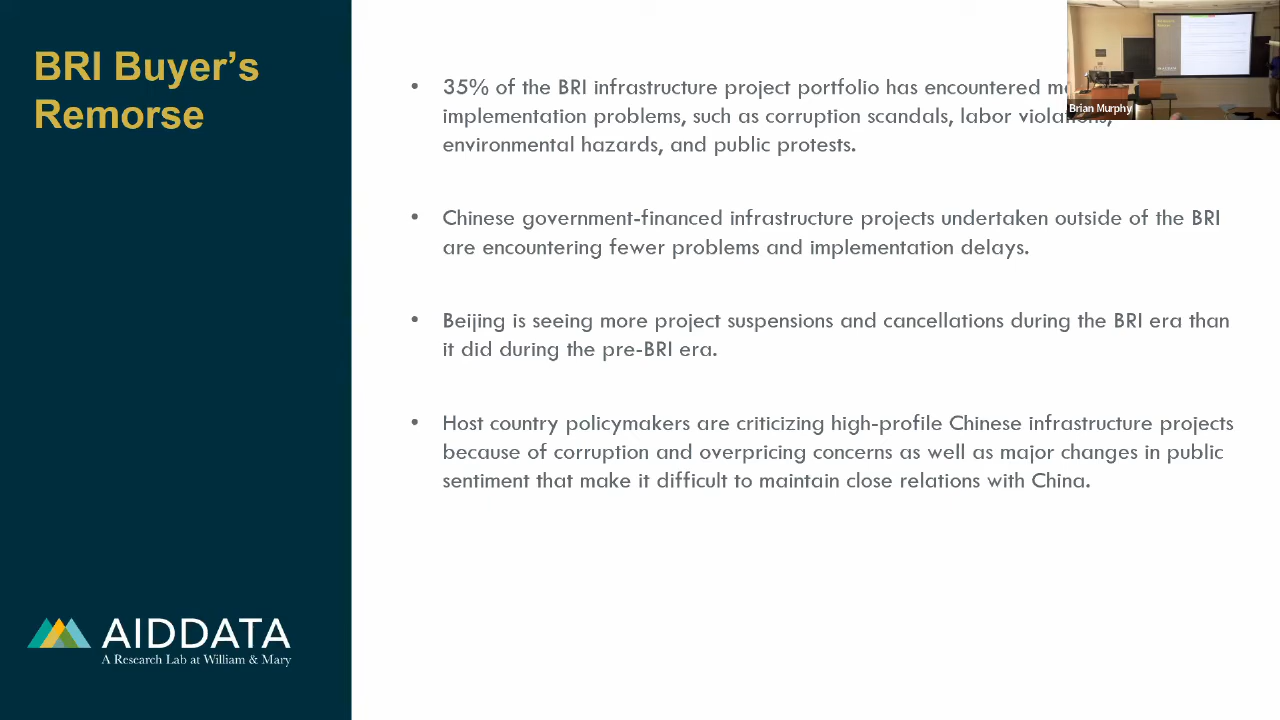 BRI Buyer's
Remorse
• 35% of the BRI infrastructure project portfolio has encountered
implementation problems, such as corruption scandals, labor violations,
environmental hazards, and public protests.
• Chinese government-financed infrastructure projects undertaken outside of the BRI
are encountering fewer problems and implementation delays.
• Beijing is seeing more project suspensions and cancellations during the BRI era than
it did during the pre-BRI era.
• Host country policymakers are criticizing high-profile Chinese infrastructure projects
because of corruption and overpricing concerns as well as major changes in public
sentiment that make it difficult to maintain close relations with China.
AIDDATA
A Research Lab at William & Mary
Brian Murphy